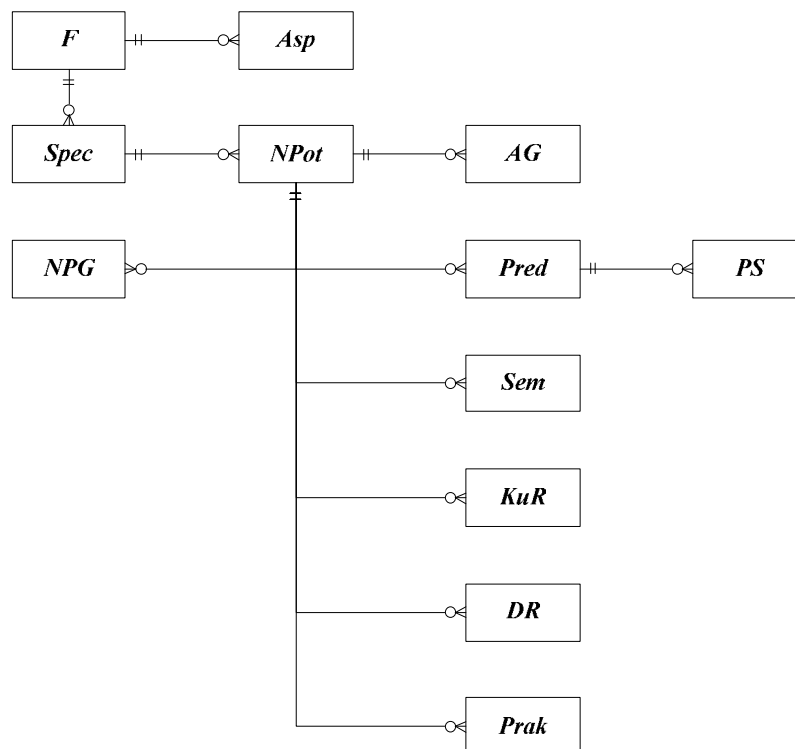 F
Asp
Spec
NPot
AG
NPG
Pred
PS
Sem
KuR
DR
Prak